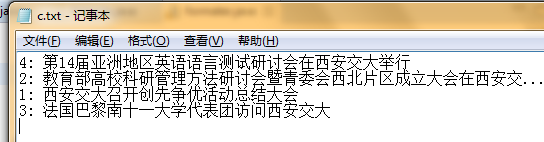 c.txt - 记事本
文件(F) 编辑(E) 格式(O) 查看(V) 帮助(H)
4: 第14届亚洲地区英语语言测试研讨会在西安交大举行
2: 教育部高校科研管理方法研讨会暨青委会西北片区成立大会在西安交...
1: 西安交大召开创先争优活动总结大会
3: 法国巴黎南十一大学代表团访问西安交大